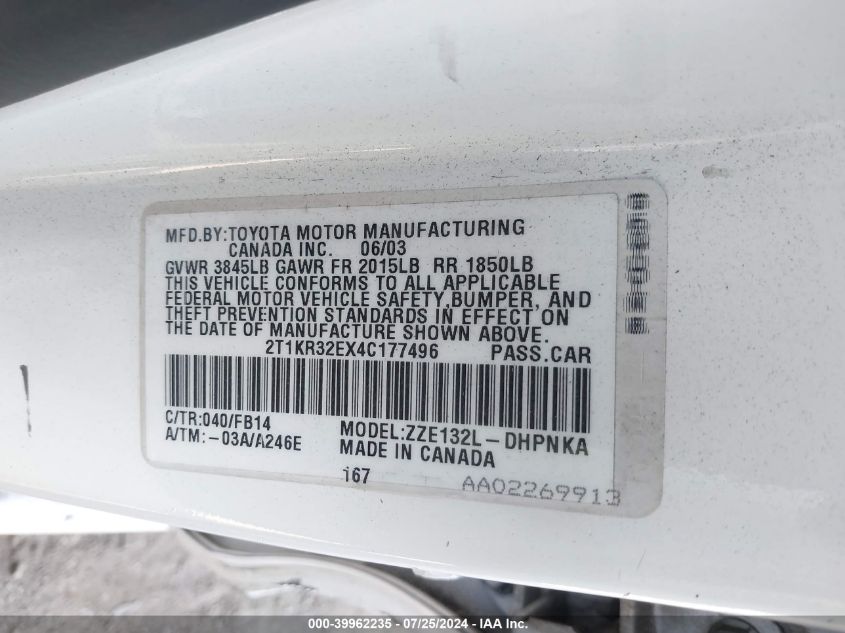 MFD.BY:TOYOTA MOTOR MANUFACTURING
CANADA INC. 06/03
GVWR 3845LB GAWR FR 2015LB RR 1850LB
THIS VEHICLE CONFORMS TO ALL APPLICABLE
FEDERAL MOTOR VEHICLE SAFETY,BUMPER, AND
THEFT PREVENTION STANDARDS IN EFFECT ON
THE DATE OF MANUFACTURE SHOWN ABOVE.
2T1KR32EX4C177496 PASS.CAR
C/TR:040/FB14 MODEL:ZZE132L-DHPNKA
A/TM:-03A/A246E MADE IN CANADA
167
AA02269913
000-39962235 - 07/25/2024 - IAA Inc.